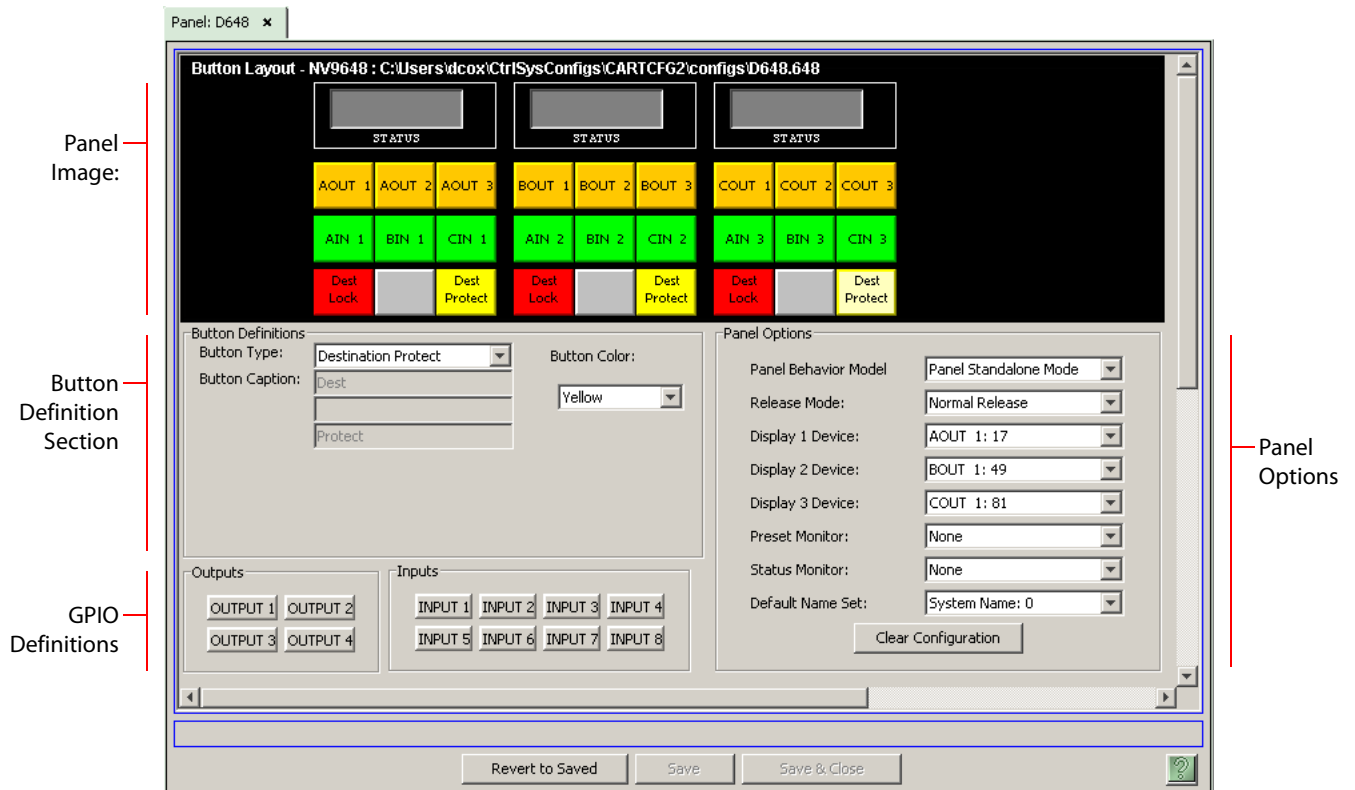 Panel: D648 ×
Button Layout - NV9648 : C:\Users\dcox\CtrlSysConfigs\CARTCFG2\configs\D648.648
STATUS STATUS STATUS
Panel
Image:
AOUT 1 AOUT 2 AOUT 3 BOUT 1 BOUT 2 BOUT 3 COUT 1 COUT 2 COUT 3
AIN 1 BIN 1 CIN 1 AIN 2 BIN 2 CIN 2 AIN 3 BIN 3 CIN 3
Dest Dest Dest Dest Dest Dest
Lock Protect Lock Protect Lock Protect
Button Definitions
Button Type: Destination Protect
Button Caption: Dest
Protect
Button Color:
Yellow
Button
Definition
Section
Panel Options
Panel Behavior Model Panel Standalone Mode
Release Mode: Normal Release
Display 1 Device: AOUT 1: 17
Display 2 Device: BOUT 1: 49
Display 3 Device: COUT 1: 81
Preset Monitor: None
Status Monitor: None
Default Name Set: System Name: 0
Clear Configuration
Panel
Options
GPIO
Definitions
Outputs
OUTPUT 1 OUTPUT 2
OUTPUT 3 OUTPUT 4
Inputs
INPUT 1 INPUT 2 INPUT 3 INPUT 4
INPUT 5 INPUT 6 INPUT 7 INPUT 8
Revert to Saved Save Save & Close ?